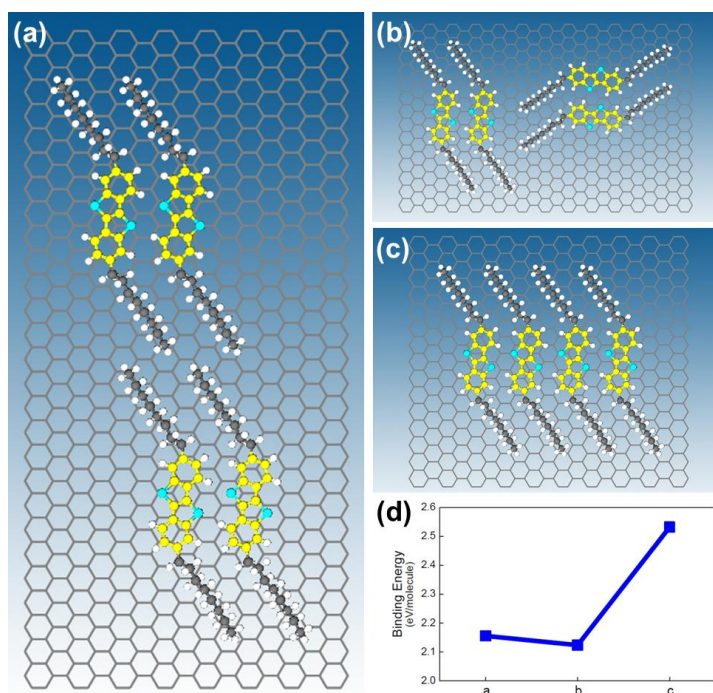 (a)
(b)
(c)
(d)
Binding Energy
(eV/molecule)
2.6
2.5
2.4
2.3
2.2
2.1
2.0
a
b
c